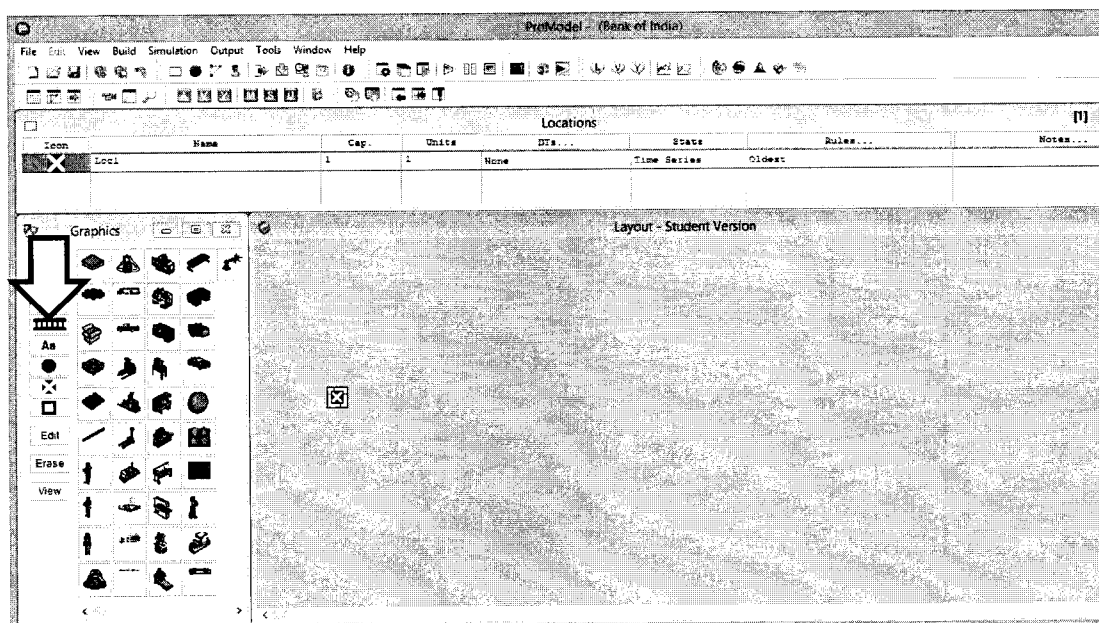 ProModel - (Bank of India)
File Edit View Build Simulation Output Tools Window Help
Locations
[1]
Icon Name Cap. Units DTs... Stats Rules... Notes...
Loc1 1 1 None Time Series Oldest
Graphics
Layout - Student Version
Aa
Edit
Erase
View